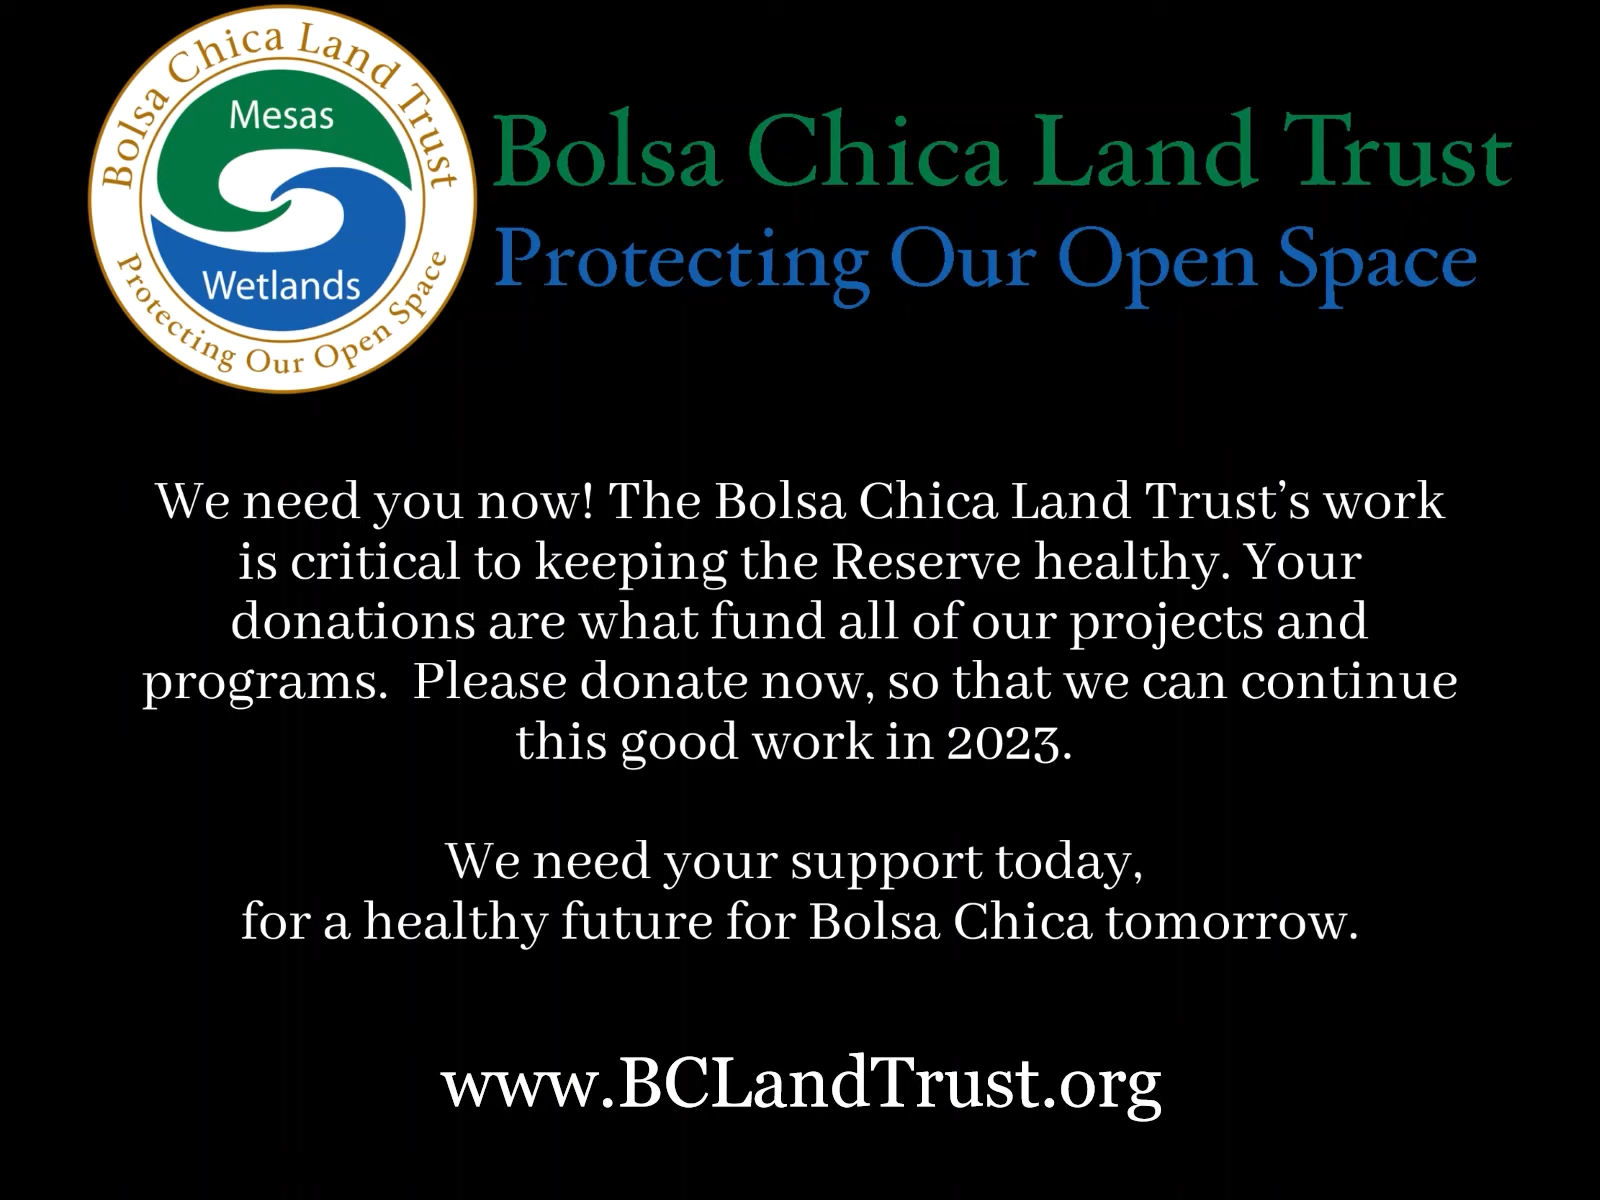 Bolsa Chica Land Trust
Mesas
Wetlands
Protecting Our Open Space
Bolsa Chica Land Trust
Protecting Our Open Space
We need you now! The Bolsa Chica Land Trust’s work
is critical to keeping the Reserve healthy. Your
donations are what fund all of our projects and
programs.  Please donate now, so that we can continue
this good work in 2023.
We need your support today,
for a healthy future for Bolsa Chica tomorrow.
www.BCLandTrust.org